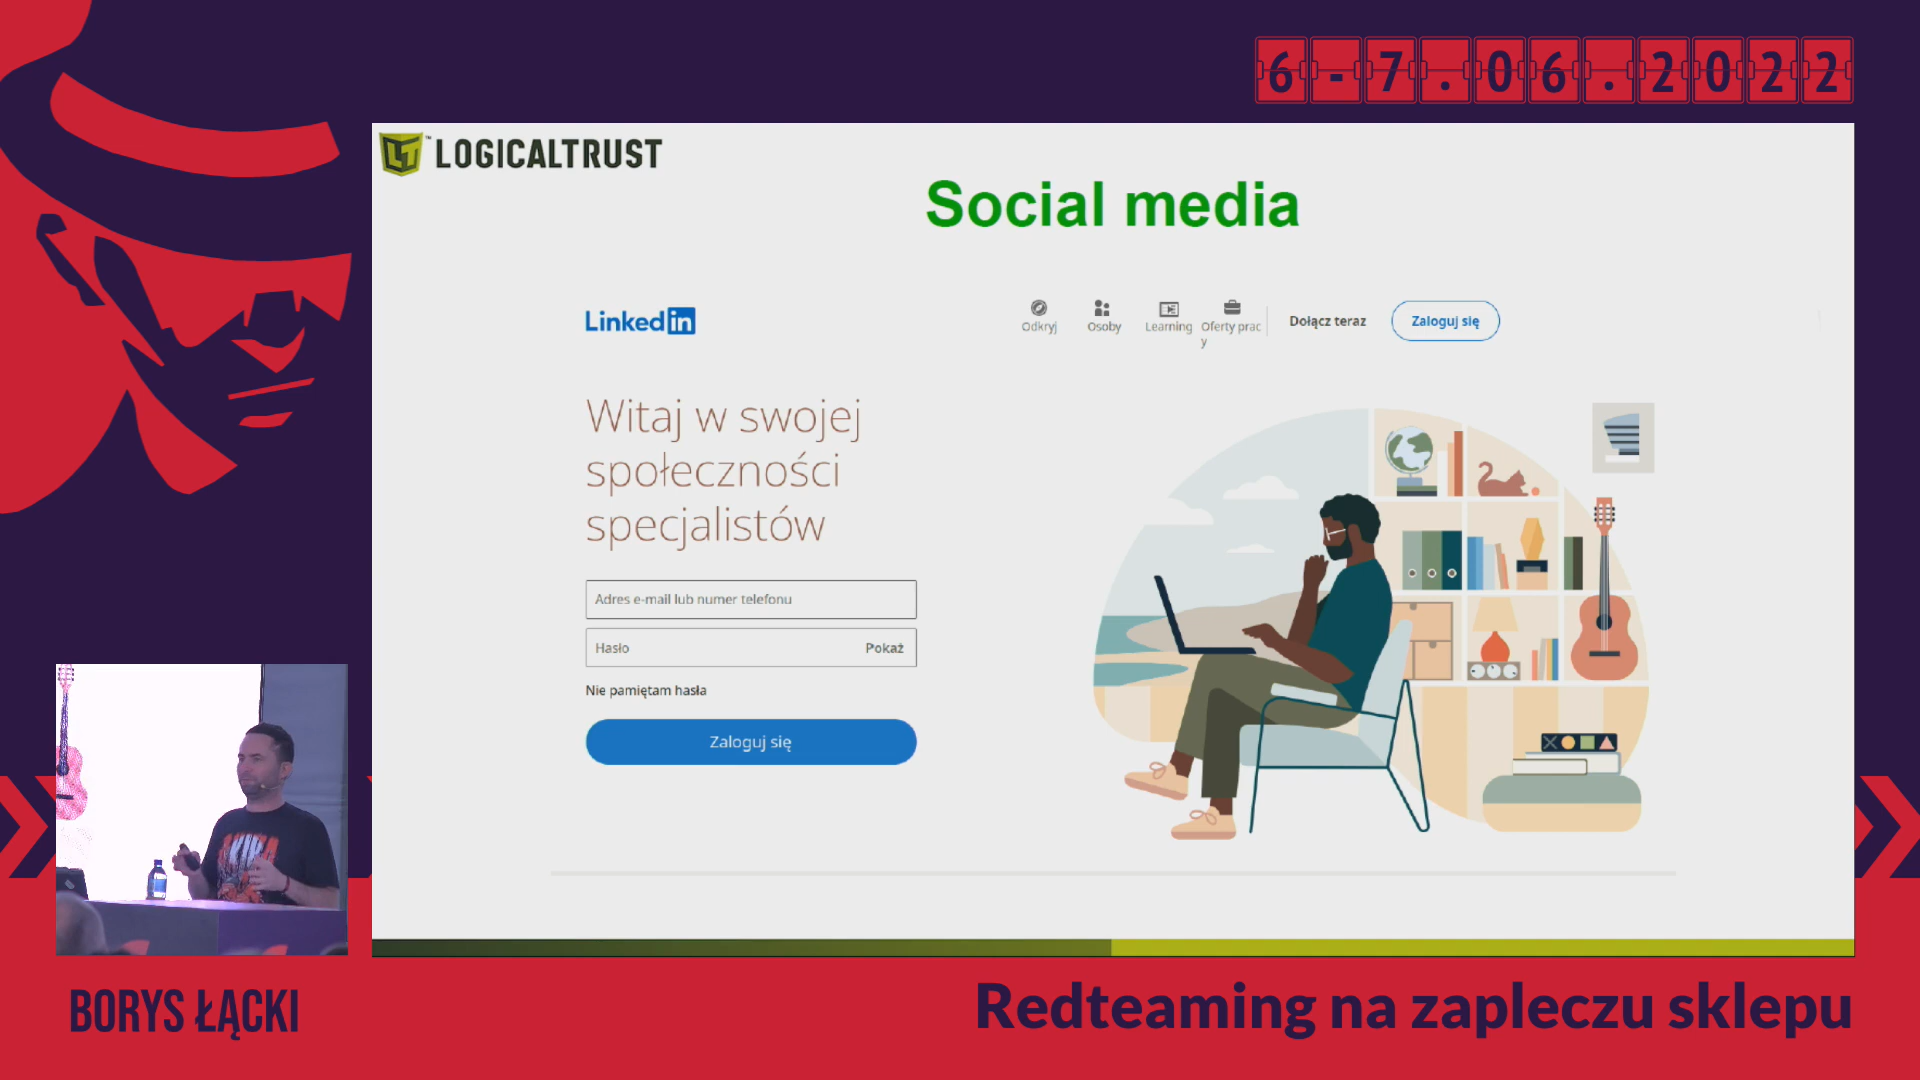 6-7.06.2022
LOGICALTRUST
Social media
Linked in
Odkryj
Osoby
Learning
Oferty prac
y
Dołącz teraz
Zaloguj się
Witaj w swojej
społeczności
specjalistów
Adres e-mail lub numer telefonu
Hasło
Pokaż
Nie pamiętam hasła
Zaloguj się
BORYS ŁĄCKI
Redteaming na zapleczu sklepu